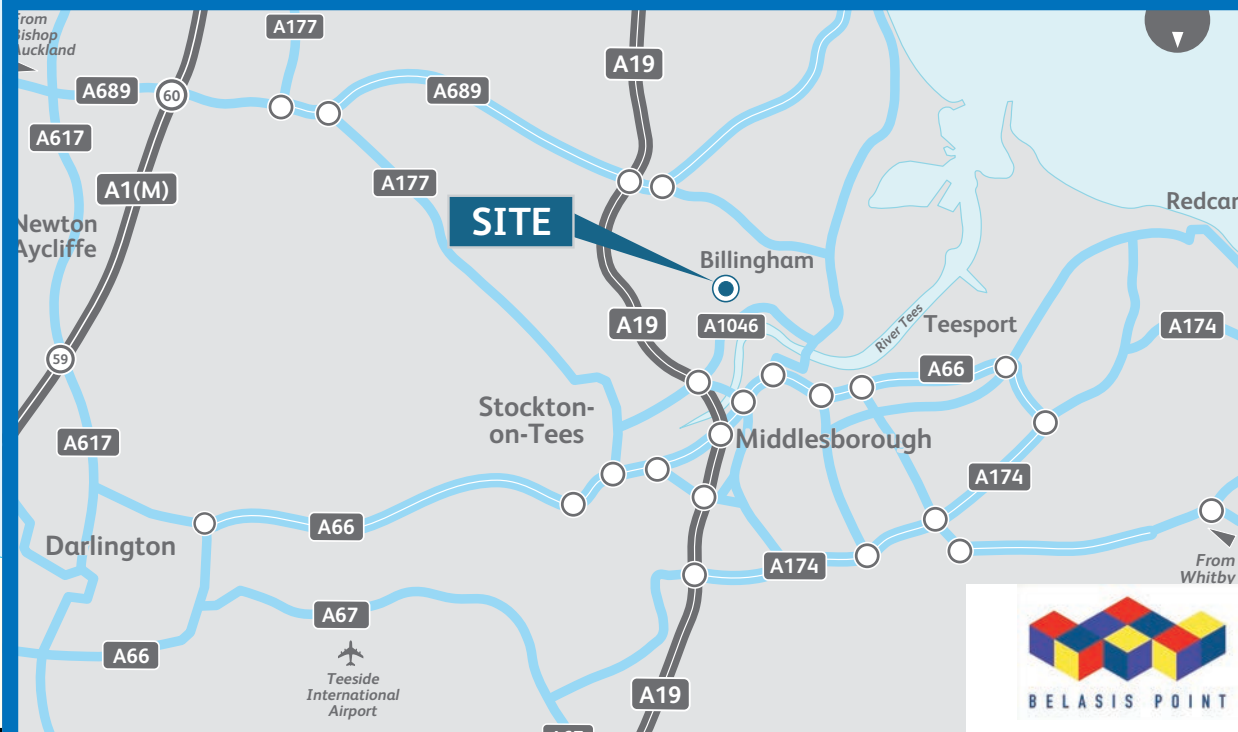 From
Bishop
Auckland
A177
A19
A689
60
A689
A617
A1(M)
A177
SITE
Redcar
Newton
Aycliffe
Billingham
A19
A1046
River Tees
Teesport
A174
59
A66
Stockton-
on-Tees
A617
Middlesborough
A174
A66
Darlington
A174
From
Whitby
A67
A66
Teeside
International
Airport
A19
BELASIS POINT